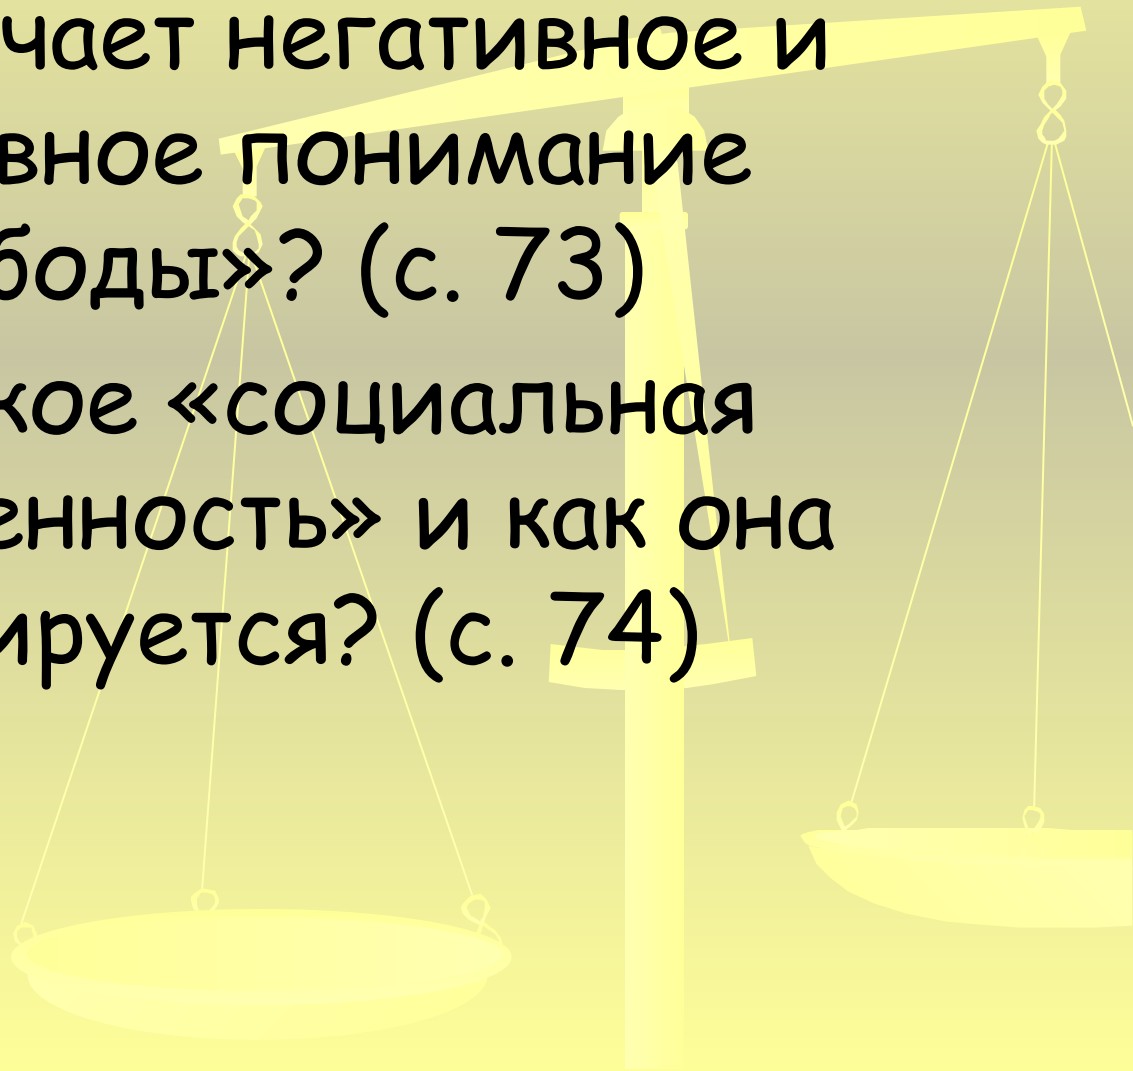 чает негативное и
вное понимание
боды»? (с. 73)
кое «социальная
енность» и как она
ируется? (с. 74)